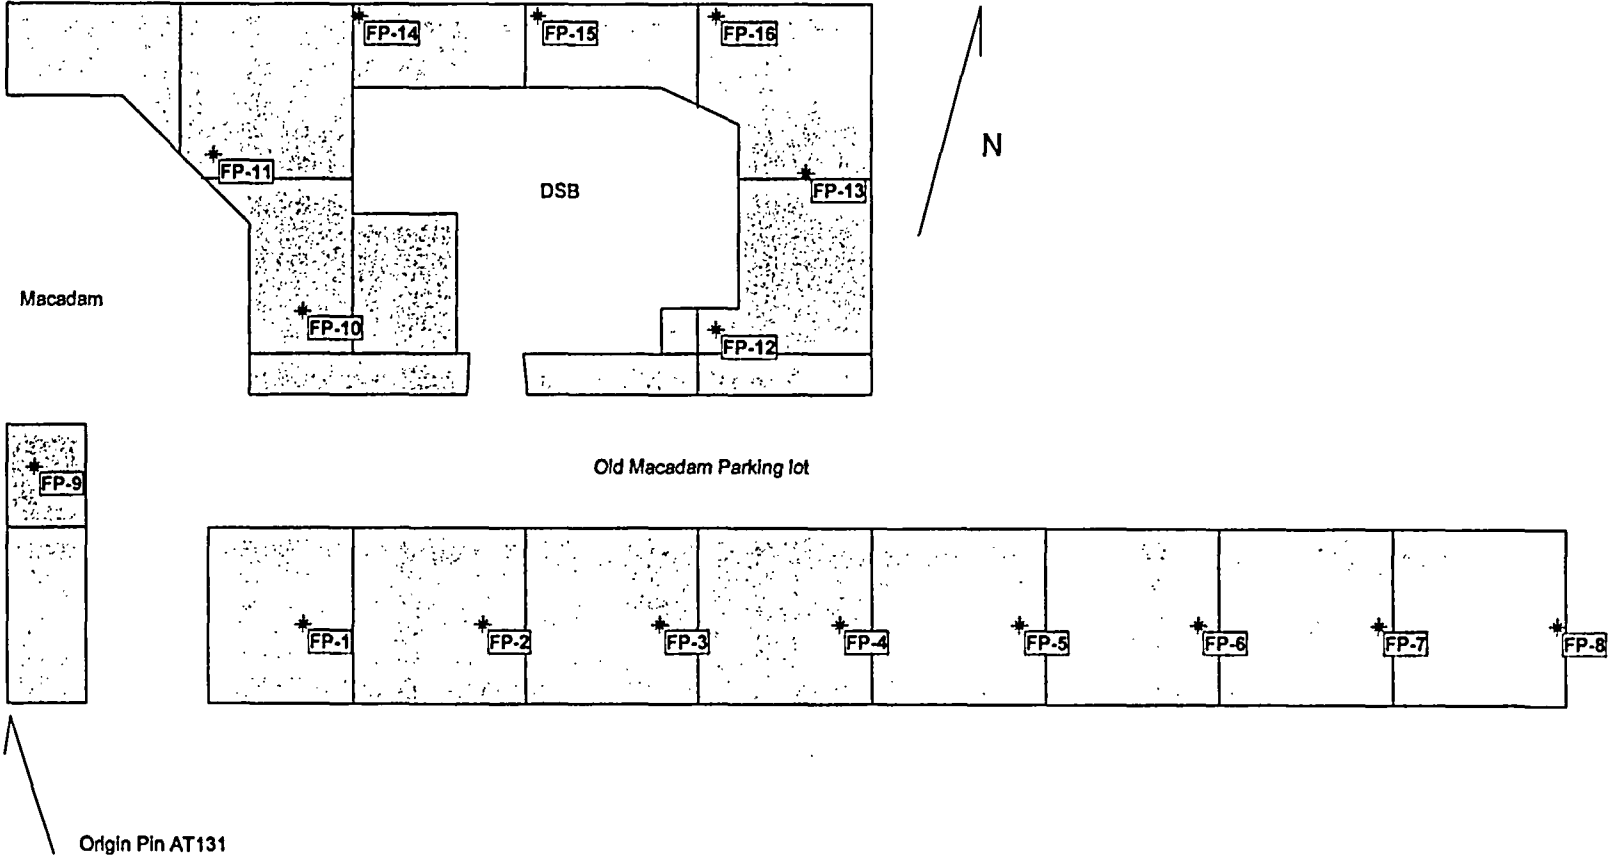 FP-14
FP-15
FP-16
N
FP-11
DSB
FP-13
Macadam
FP-10
FP-12
Old Macadam Parking lot
FP-9
FP-1
FP-2
FP-3
FP-4
FP-5
FP-6
FP-7
FP-8
Origin Pin AT131